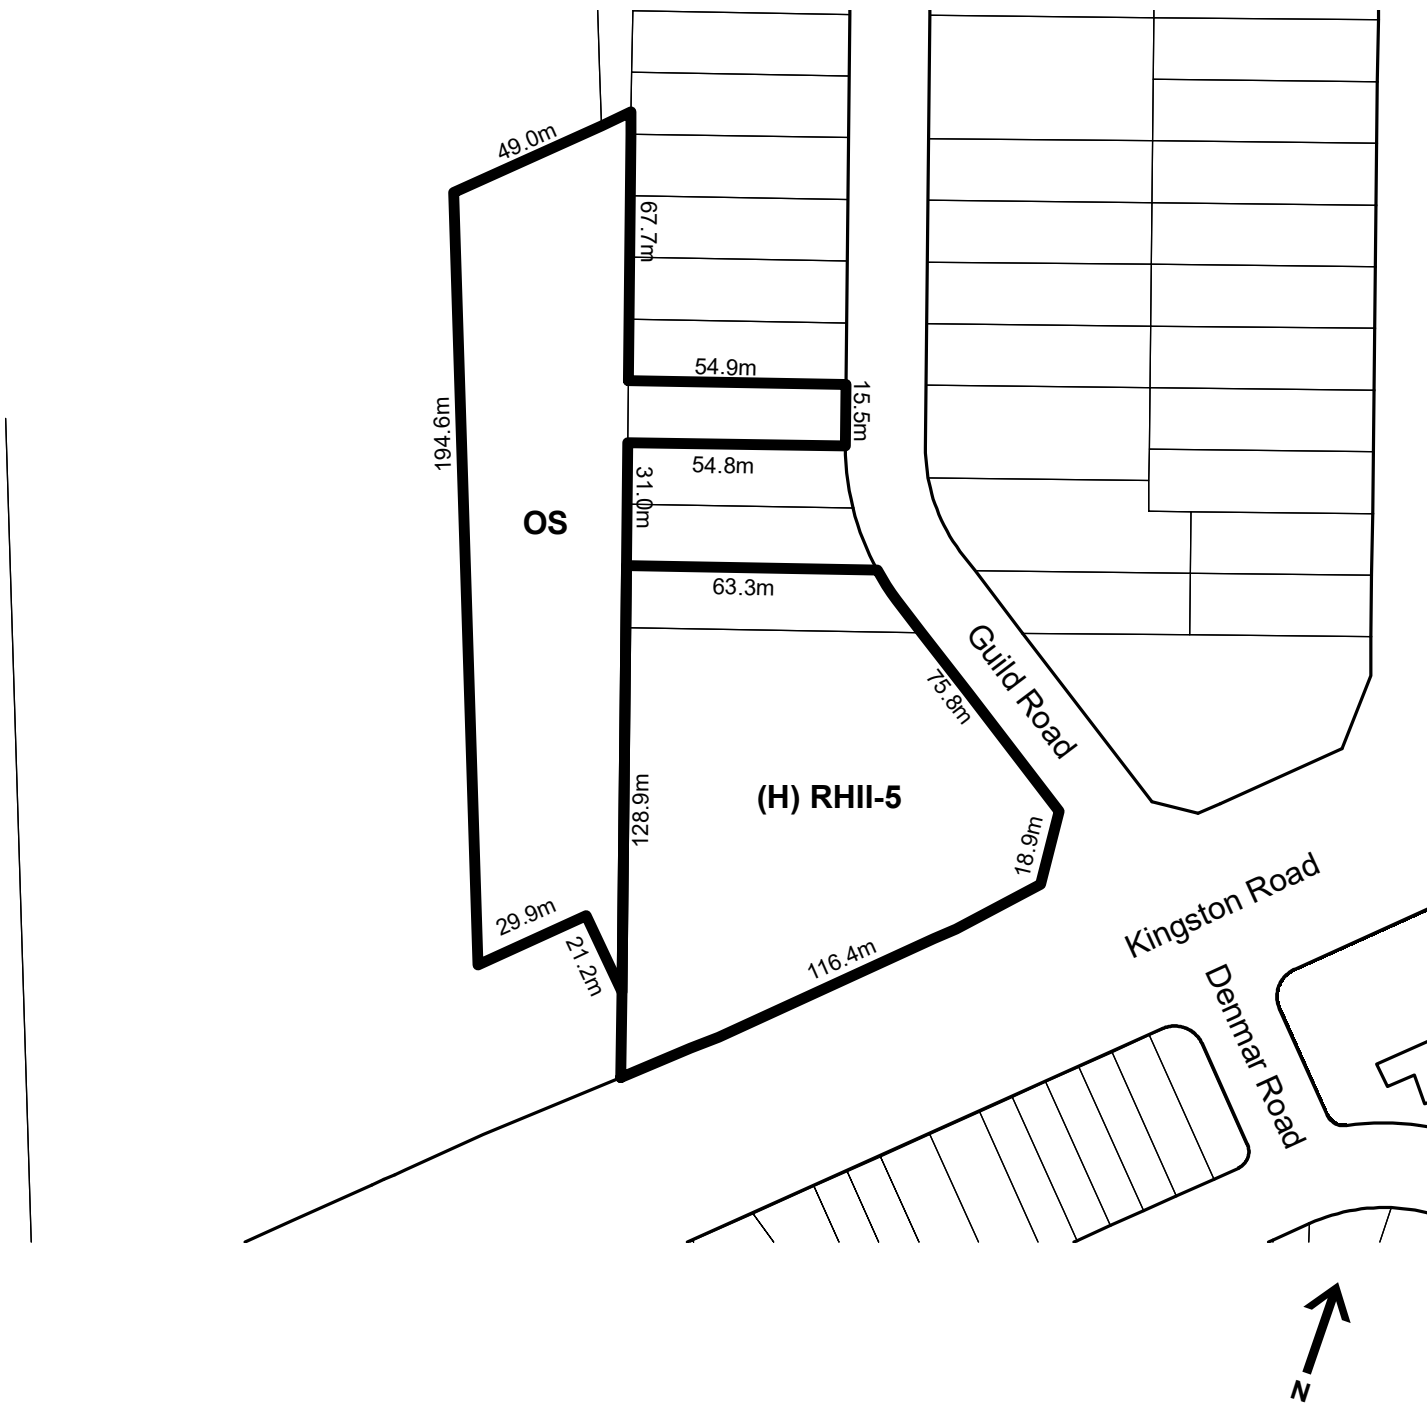 49.0m
67.7m
54.9m
15.5m
194.6m
54.8m
31.0m
OS
63.3m
Guild Road
75.8m
128.9m
(H) RHII-5
18.9m
Kingston Road
29.9m
21.2m
116.4m
Denmar Road
N